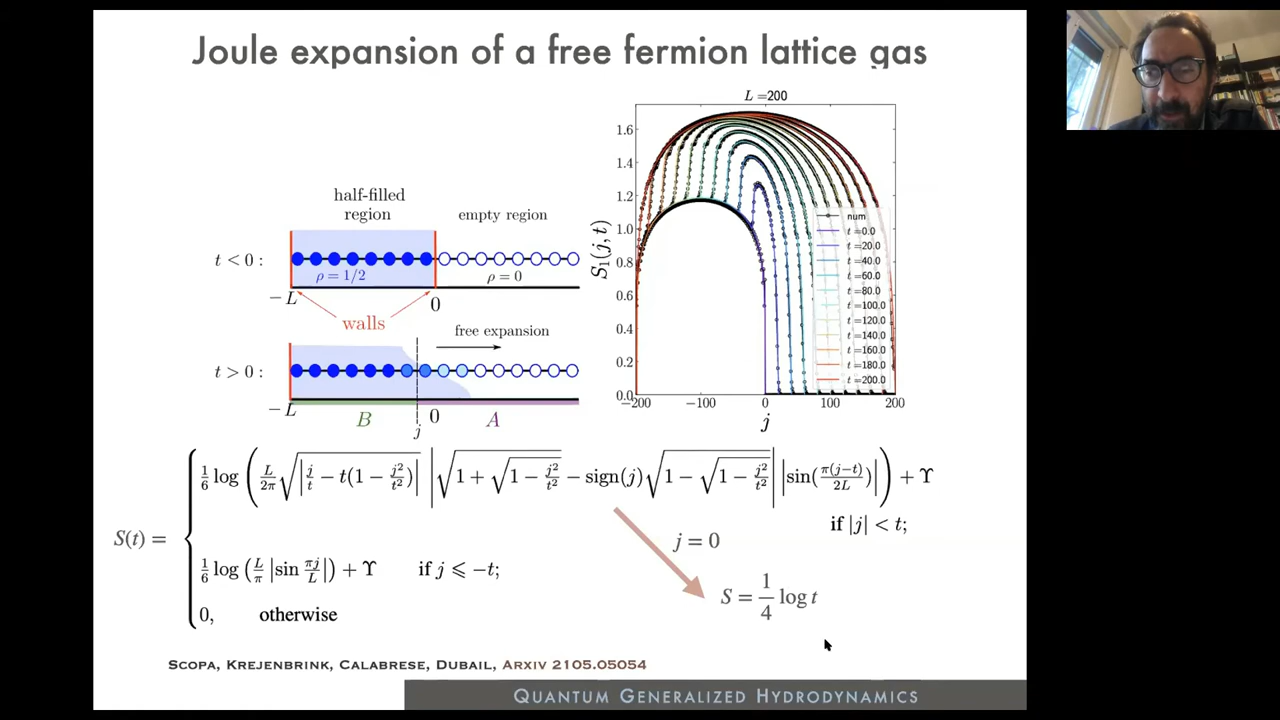 Joule expansion of a free fermion lattice gas
half-filled
region
empty region
t < 0 :
ρ = 1/2
ρ = 0
−L
0
walls
free expansion
t > 0 :
−L
B
j
0
A
L =200
S₁(j, t)
1.6
1.4
1.2
1.0
0.8
0.6
0.4
0.2
0.0
−200
−100
0
100
200
j
num
t =0.0
t =20.0
t =40.0
t =60.0
t =80.0
t =100.0
t =120.0
t =140.0
t =160.0
t =180.0
t =200.0
S(t) =
1/6 log ( L/2π √|j/t − t(1 − j²/t²)| |√(1 + √(1 − j²/t²)) − sign(j)√(1 − √(1 − j²/t²))| |sin(π(j−t)/2L)| ) + ϒ
if |j| < t;
1/6 log (L/π |sin πj/L|) + ϒ if j ⩽ −t;
0, otherwise
j = 0
S = 1/4 log t
SCOPA, KREJENBRINK, CALABRESE, DUBAIL, ARXIV 2105.05054
QUANTUM GENERALIZED HYDRODYNAMICS